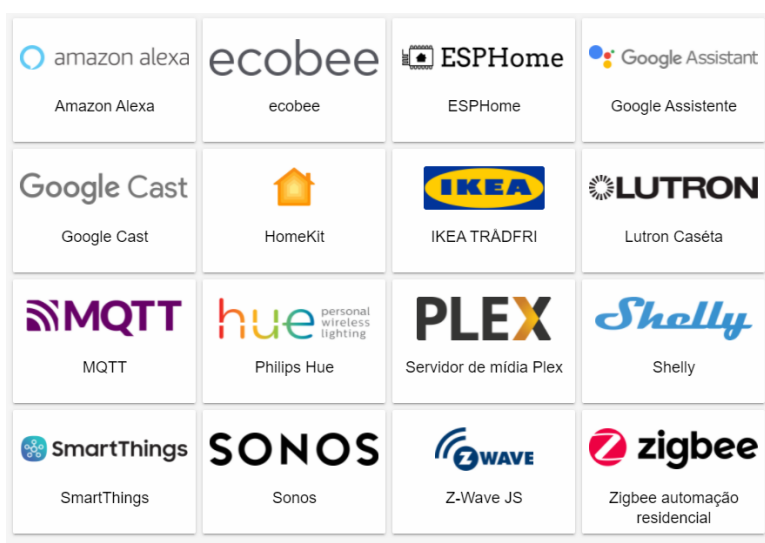 amazon alexa
Amazon Alexa
ecobee
ecobee
ESPHome
ESPHome
Google Assistant
Google Assistente
Google Cast
Google Cast
HomeKit
IKEA
IKEA TRÅDFRI
LUTRON
Lutron Caséta
MQTT
MQTT
hue personal
wireless
lighting
Philips Hue
PLEX
Servidor de mídia Plex
Shelly
Shelly
SmartThings
SmartThings
SONOS
Sonos
Z WAVE
Z-Wave JS
zigbee
Zigbee automação
residencial